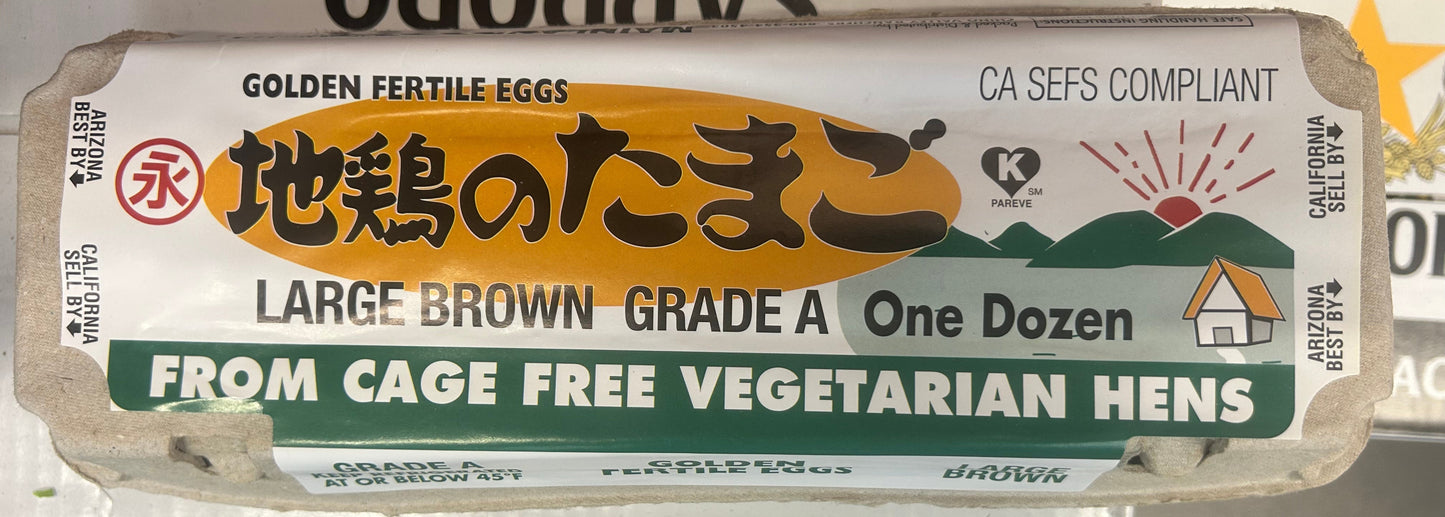 GOLDEN FERTILE EGGS
CA SEFS COMPLIANT
ARIZONA
BEST BY
CALIFORNIA
SELL BY
永
地鶏のたまご
K
SM
PAREVE
CALIFORNIA
SELL BY
ARIZONA
BEST BY
LARGE BROWN GRADE A One Dozen
FROM CAGE FREE VEGETARIAN HENS
GRADE A
AT OR BELOW 45°F
GOLDEN
FERTILE EGGS
LARGE
BROWN
SAFE HANDLING INSTRUCTIONS